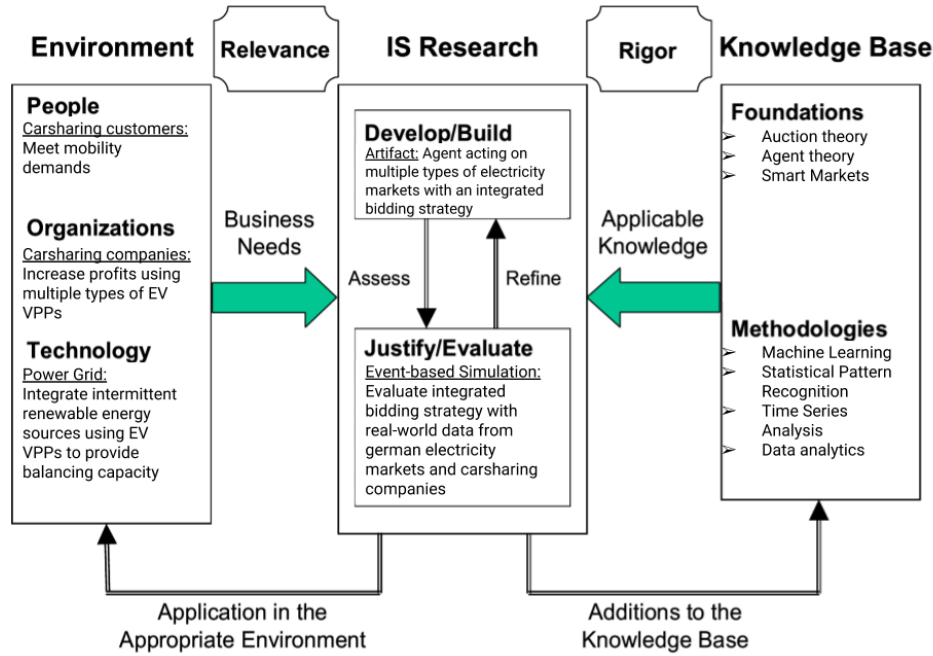 Environment
Relevance
IS Research
Rigor
Knowledge Base
People
Carsharing customers:
Meet mobility
demands
Organizations
Carsharing companies:
Increase profits using
multiple types of EV
VPPs
Technology
Power Grid:
Integrate intermittent
renewable energy
sources using EV
VPPs to provide
balancing capacity
Business
Needs
Develop/Build
Artifact: Agent acting on
multiple types of electricity
markets with an integrated
bidding strategy
Assess
Refine
Justify/Evaluate
Event-based Simulation:
Evaluate integrated
bidding strategy with
real-world data from
german electricity
markets and carsharing
companies
Applicable
Knowledge
Foundations
Auction theory
Agent theory
Smart Markets
Methodologies
Machine Learning
Statistical Pattern
Recognition
Time Series
Analysis
Data analytics
Application in the
Appropriate Environment
Additions to the
Knowledge Base